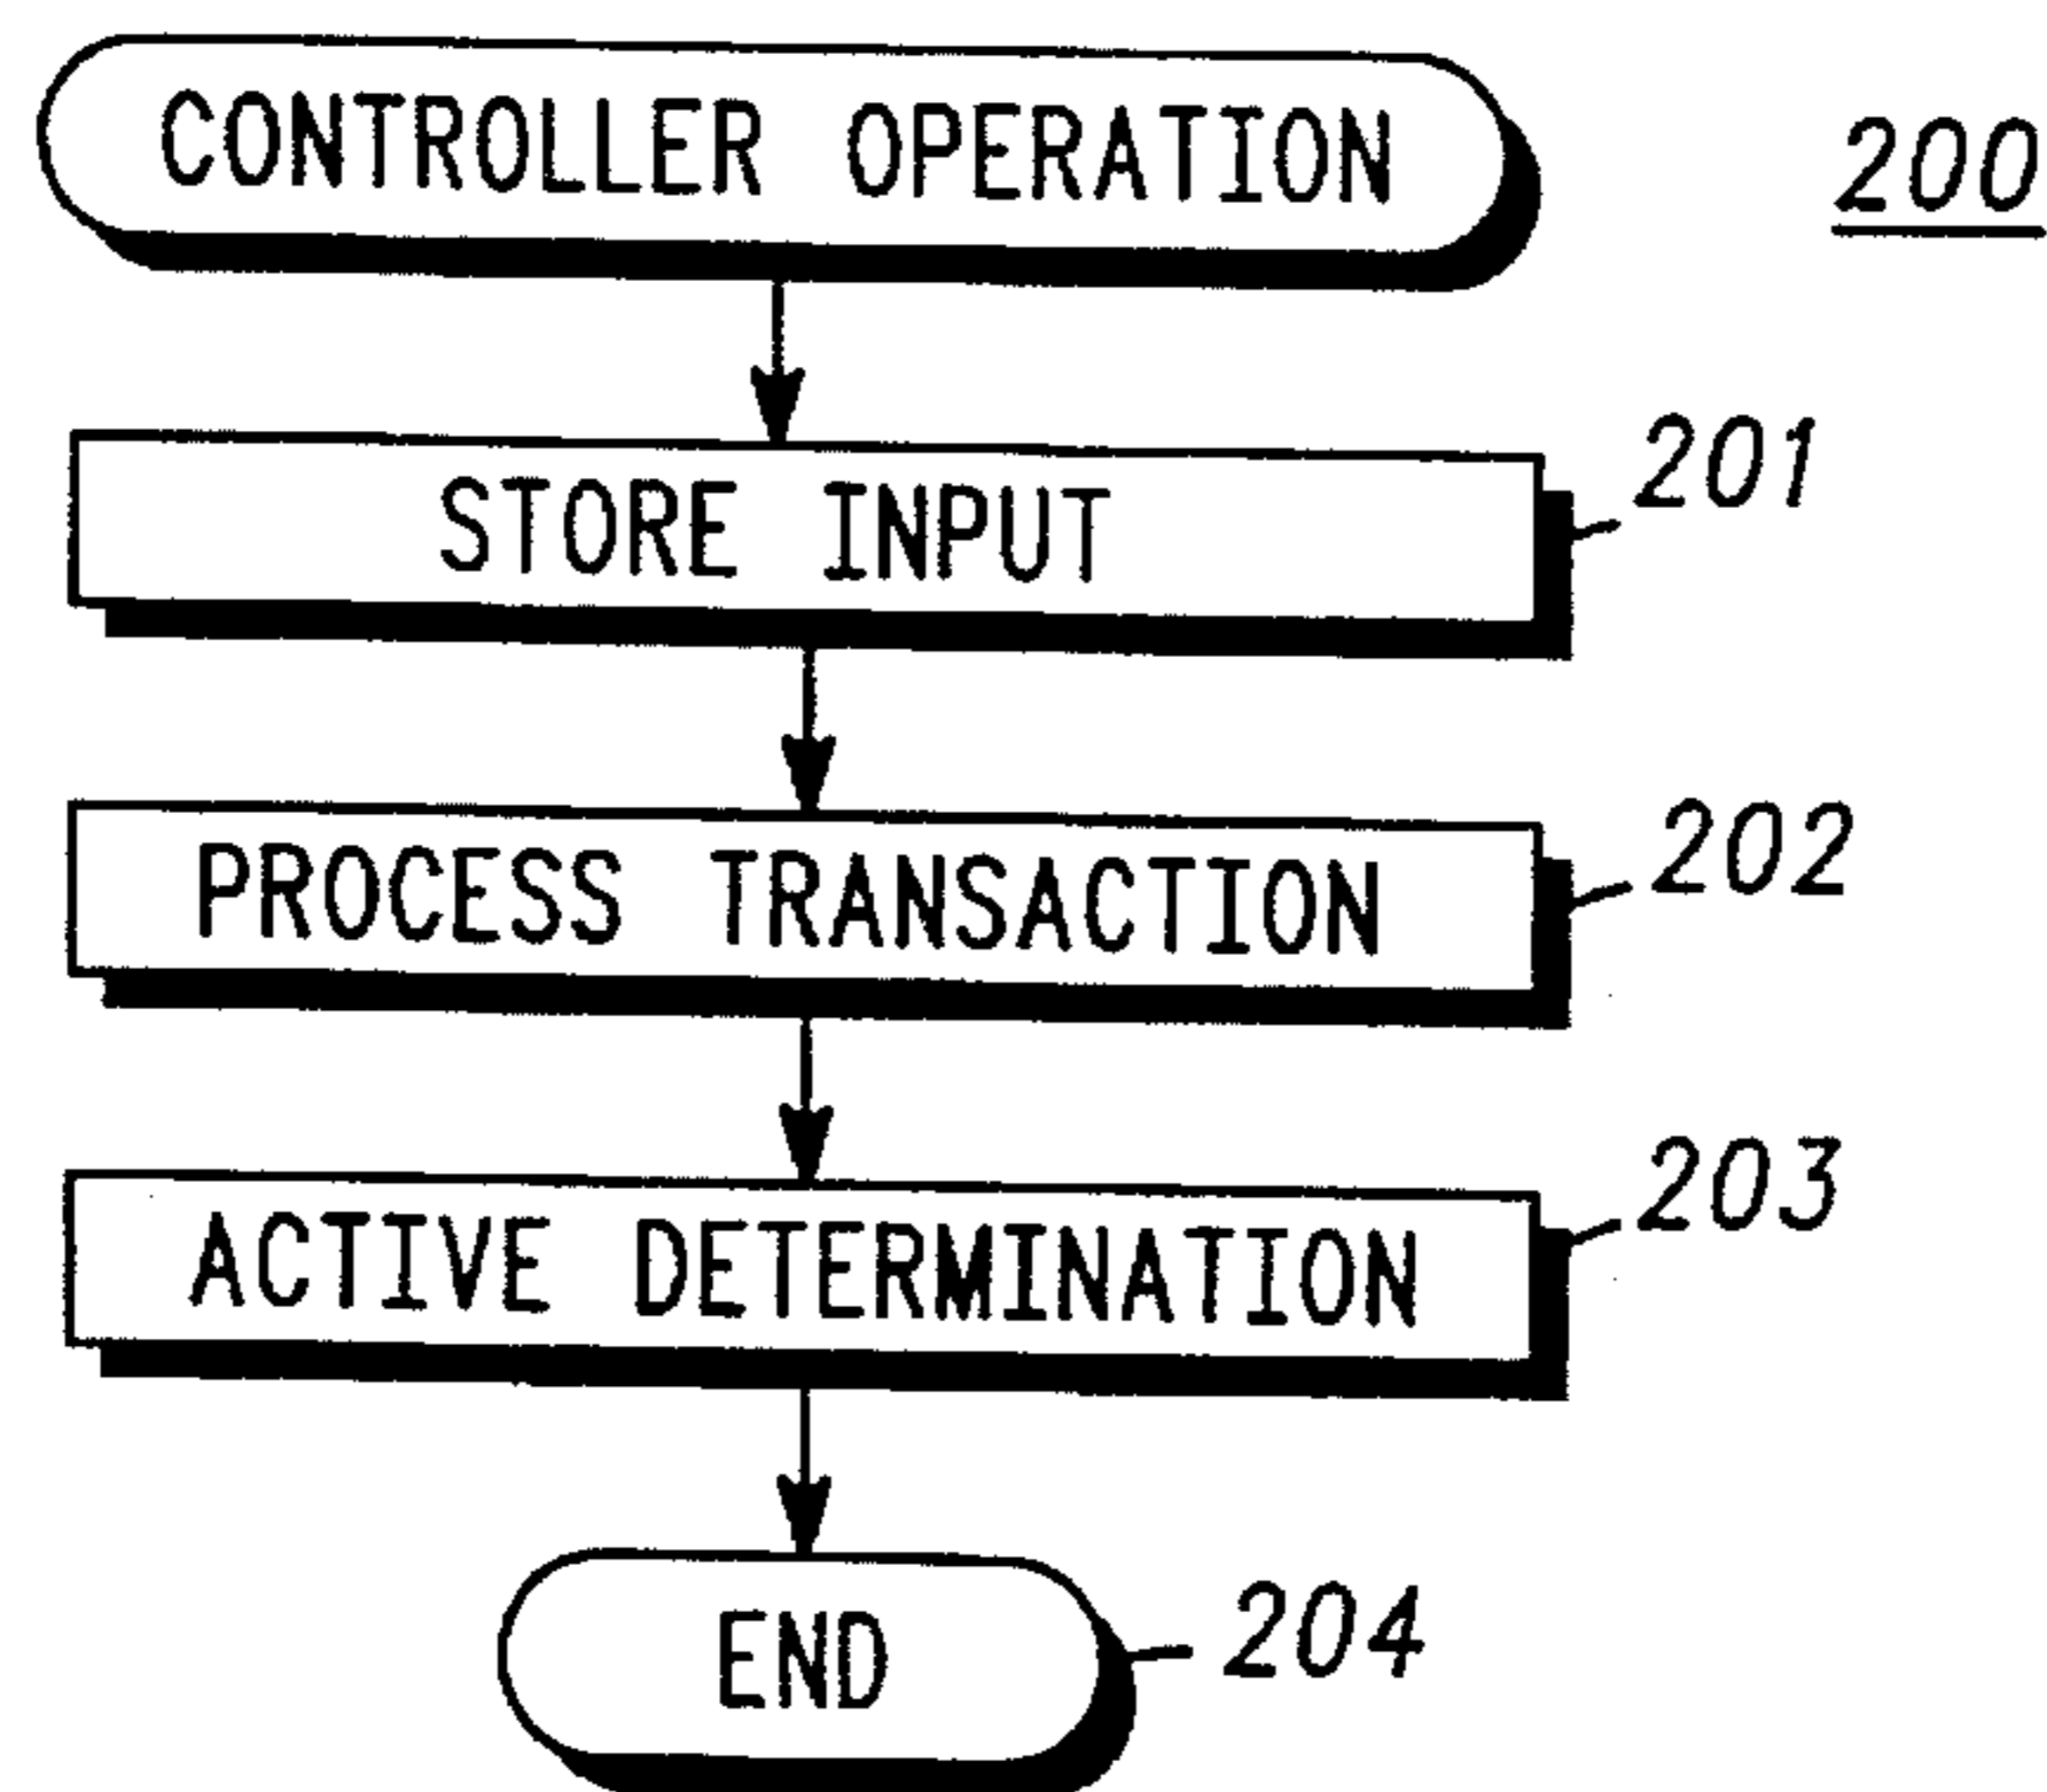 CONTROLLER OPERATION
200
STORE INPUT
201
PROCESS TRANSACTION
202
ACTIVE DETERMINATION
203
END
204